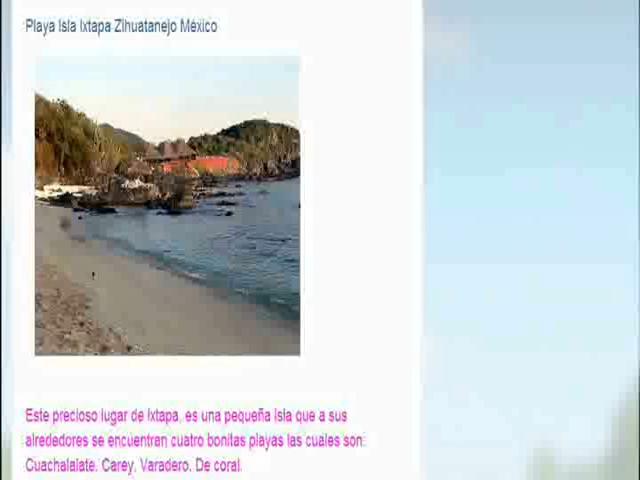 Playa Isla Ixtapa Zihuatanejo México
Este precioso lugar de Ixtapa, es una pequeña isla que a sus
alrededores se encuentran cuatro bonitas playas las cuales son:
Cuachalalate, Carey, Varadero, De coral.